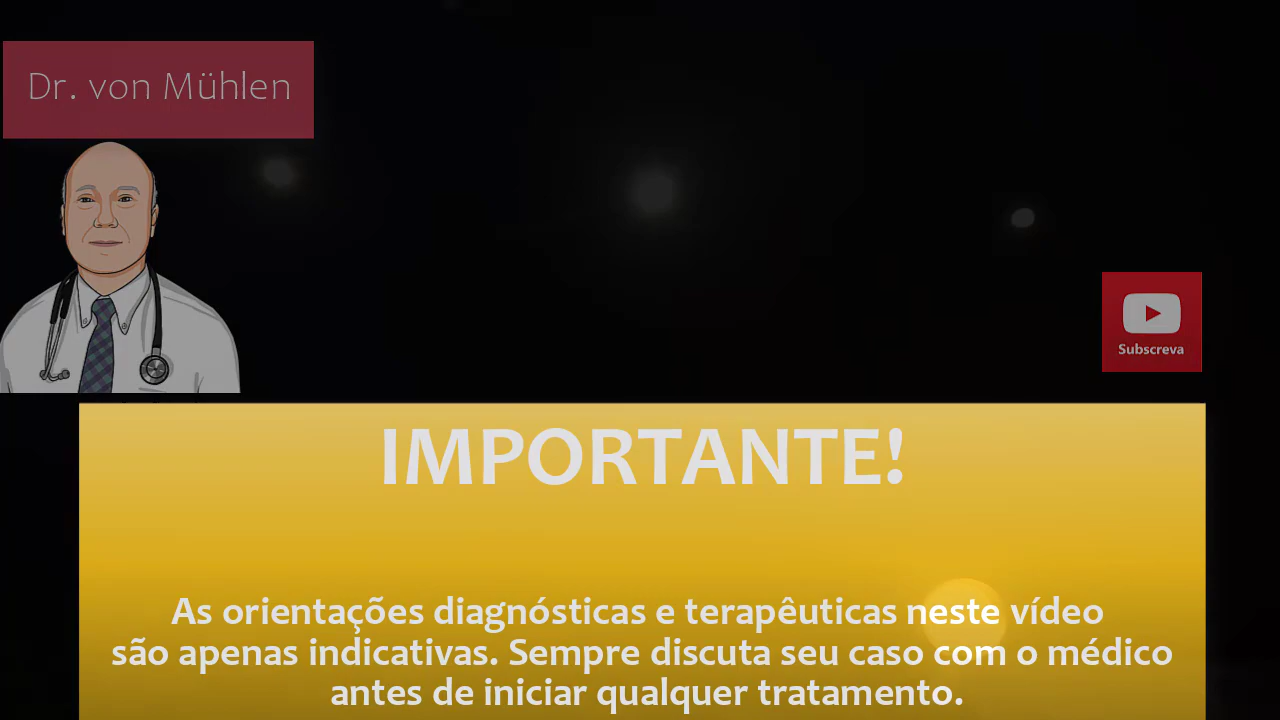 Dr. von Mühlen
Subscreva
IMPORTANTE!
As orientações diagnósticas e terapêuticas neste vídeo
são apenas indicativas. Sempre discuta seu caso com o médico
antes de iniciar qualquer tratamento.